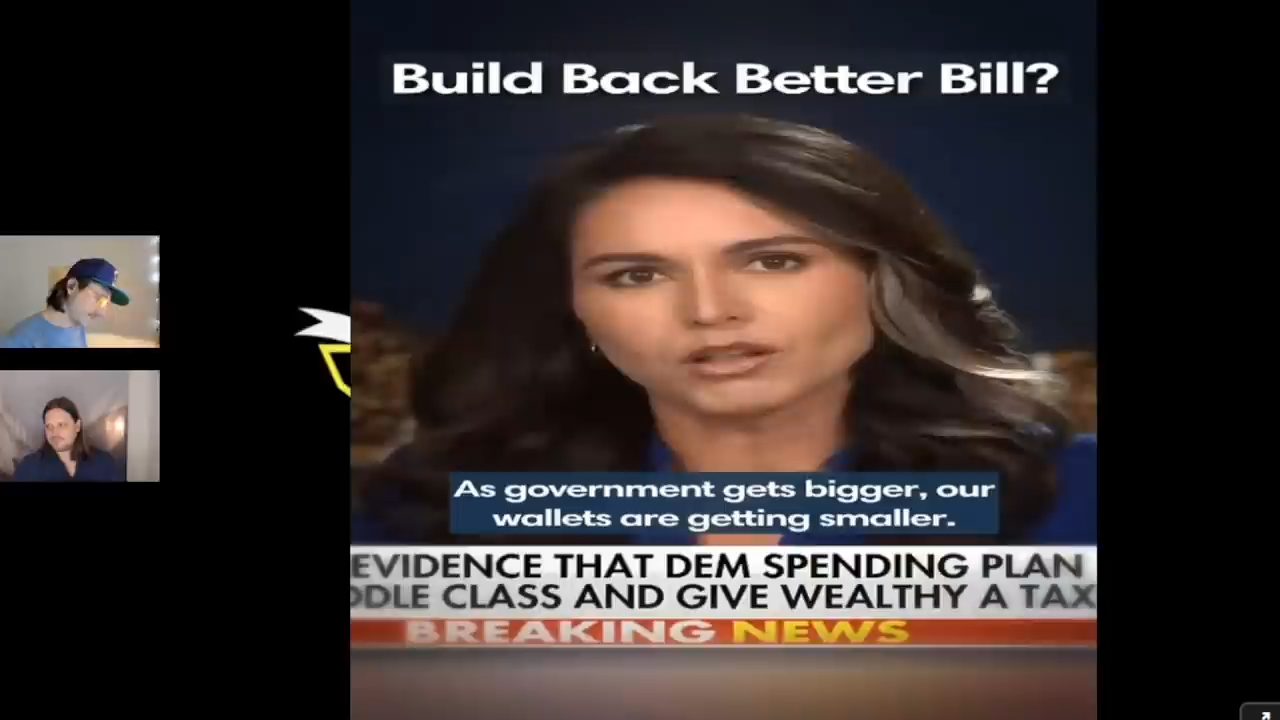 Build Back Better Bill?
As government gets bigger, our
wallets are getting smaller.
EVIDENCE THAT DEM SPENDING PLAN
DDLE CLASS AND GIVE WEALTHY A TAX
BREAKING NEWS